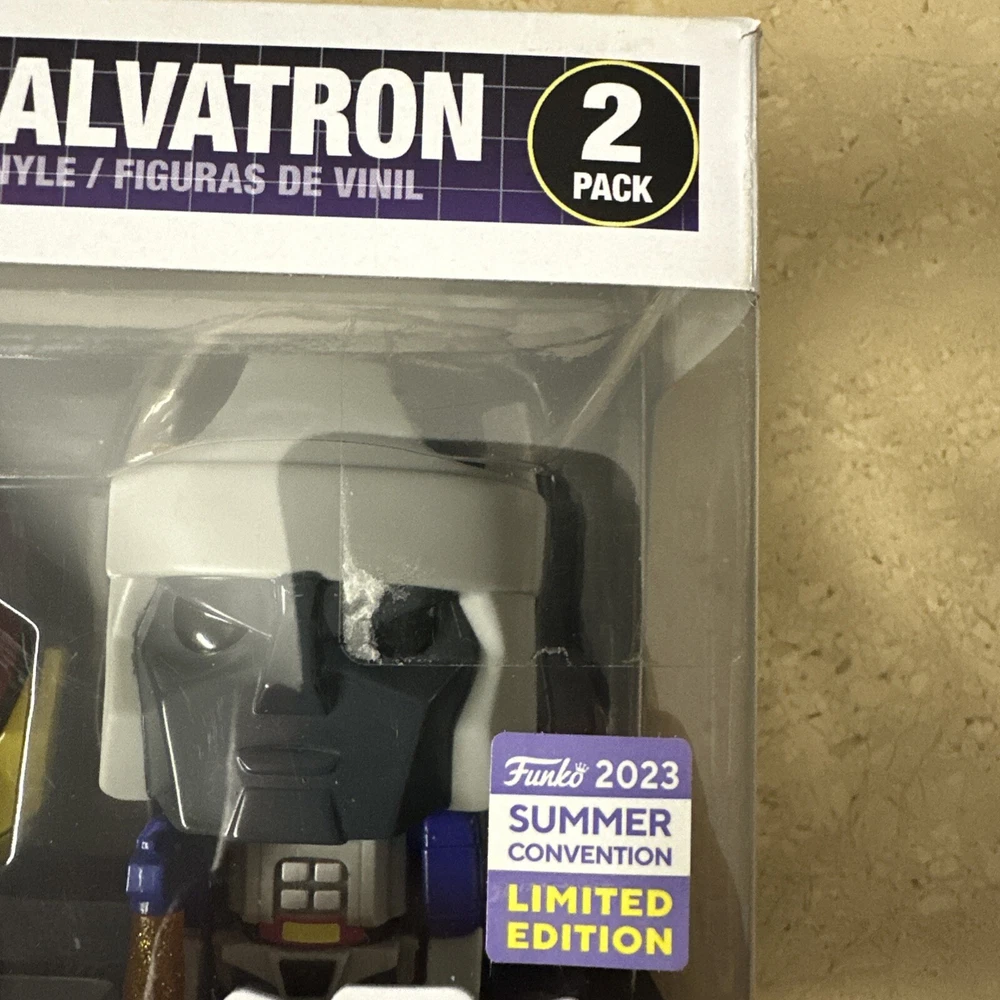 ALVATRON
NYLE / FIGURAS DE VINIL
2
PACK
Funko 2023
SUMMER
CONVENTION
LIMITED
EDITION